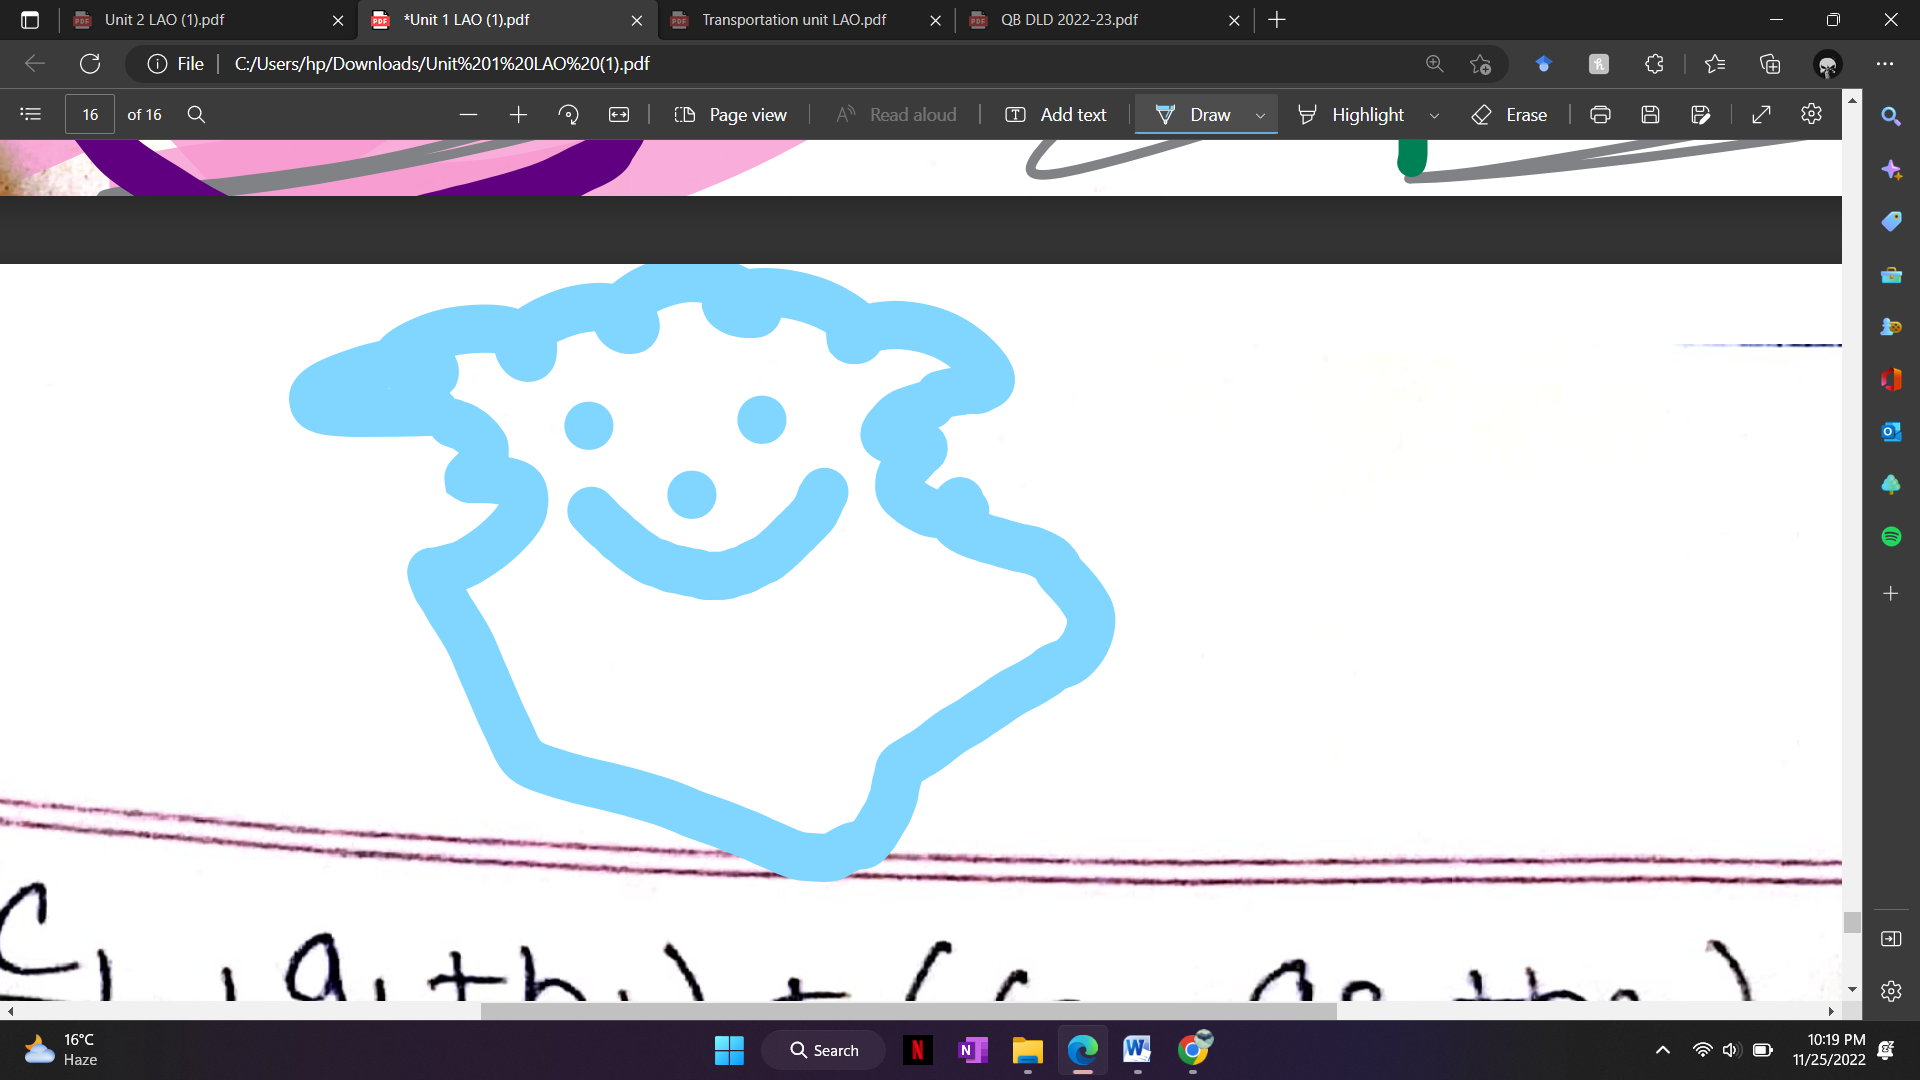 Unit 2 LAO (1).pdf
*Unit 1 LAO (1).pdf
Transportation unit LAO.pdf
QB DLD 2022-23.pdf
File
C:/Users/hp/Downloads/Unit%201%20LAO%20(1).pdf
16 of 16
Page view
Read aloud
Add text
Draw
Highlight
Erase
16°C
Haze
Search
10:19 PM
11/25/2022